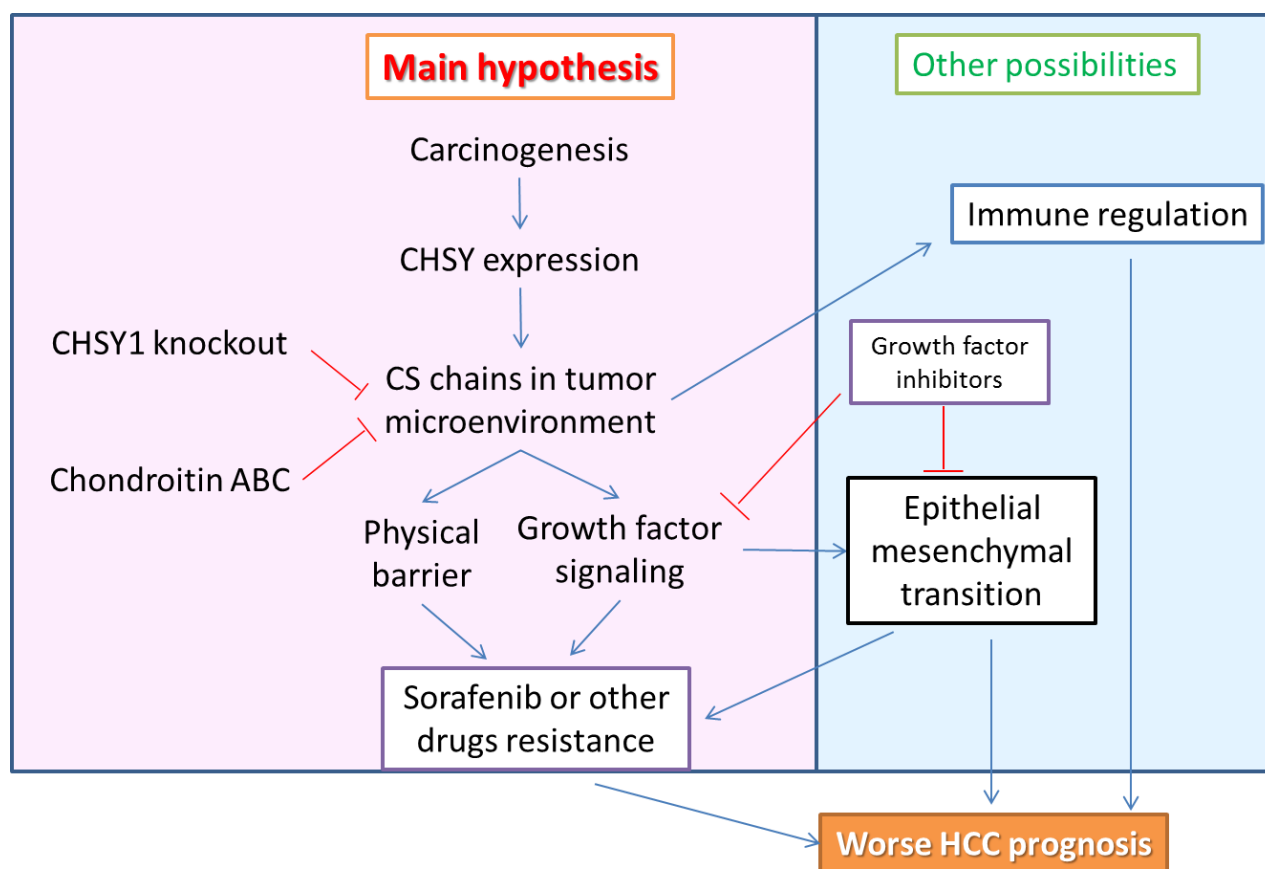 Main hypothesis
Other possibilities
Carcinogenesis
Immune regulation
CHSY expression
CHSY1 knockout
Growth factor
inhibitors
CS chains in tumor
microenvironment
Chondroitin ABC
Physical
barrier
Growth factor
signaling
Epithelial
mesenchymal
transition
Sorafenib or other
drugs resistance
Worse HCC prognosis